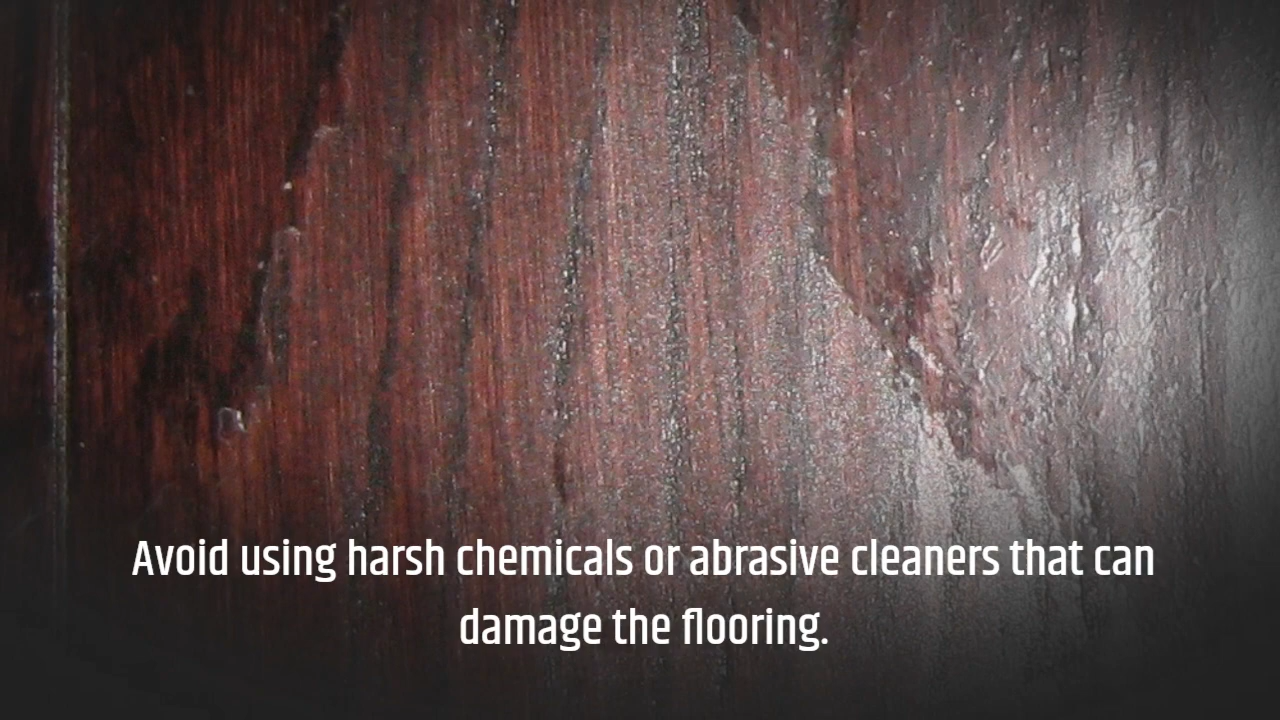 Avoid using harsh chemicals or abrasive cleaners that can
damage the flooring.